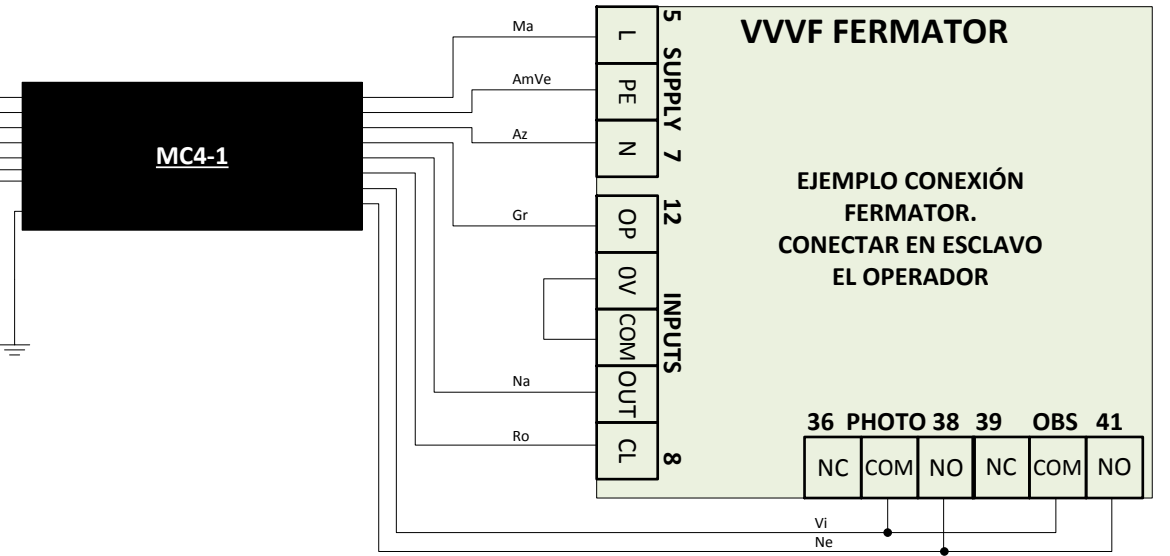 VVVF FERMATOR
MC4-1
Ma
AmVe
Az
Gr
Na
Ro
L
PE
N
5 SUPPLY 7
OP
0V
COM
OUT
CL
12 INPUTS 8
EJEMPLO CONEXIÓN
FERMATOR.
CONECTAR EN ESCLAVO
EL OPERADOR
36 PHOTO 38 39 OBS 41
NC COM NO NC COM NO
Vi
Ne